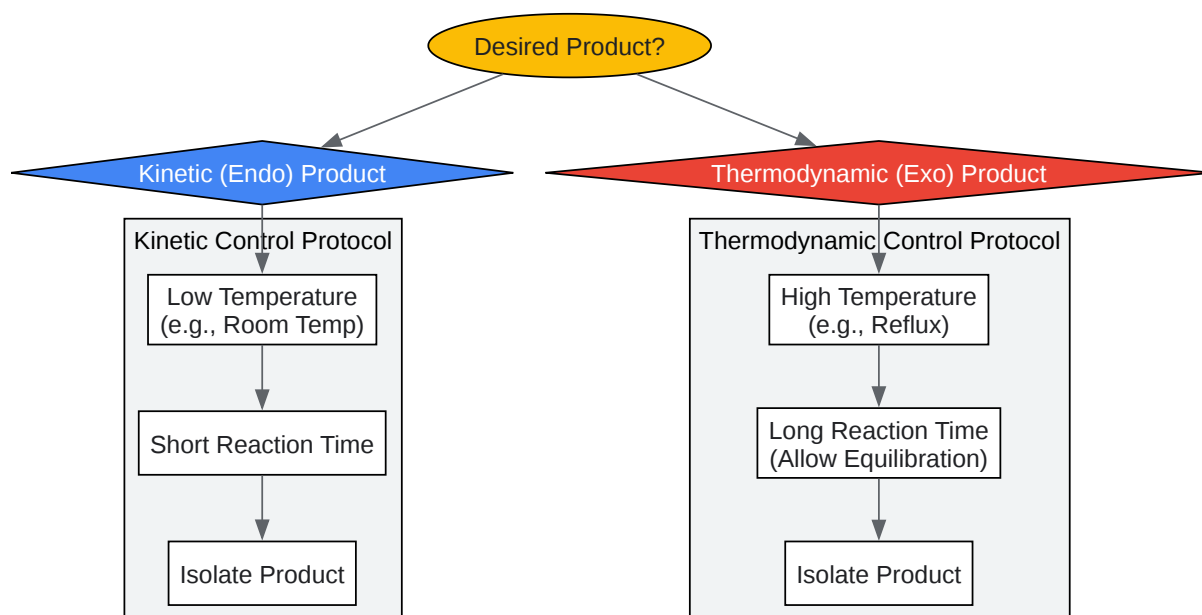 Desired Product?
Kinetic (Endo) Product
Thermodynamic (Exo) Product
Kinetic Control Protocol
Low Temperature
(e.g., Room Temp)
Short Reaction Time
Isolate Product
Thermodynamic Control Protocol
High Temperature
(e.g., Reflux)
Long Reaction Time
(Allow Equilibration)
Isolate Product